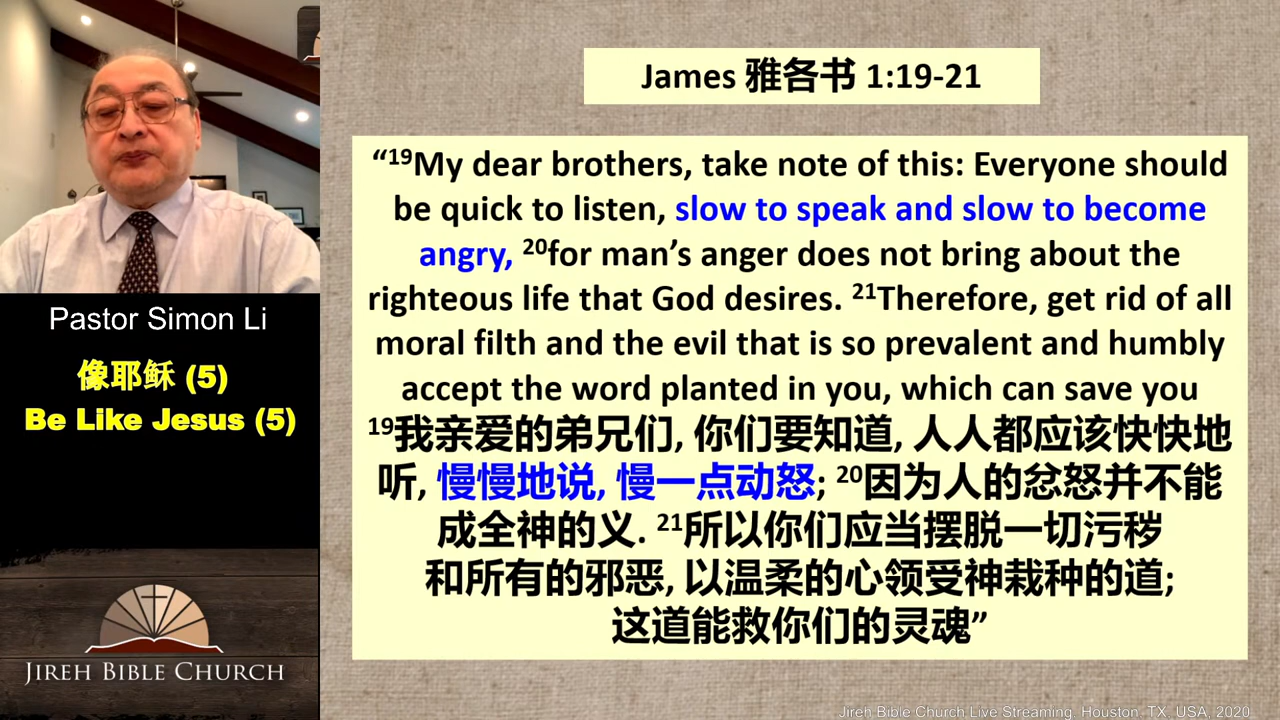 Pastor Simon Li
像耶稣 (5)
Be Like Jesus (5)
JIREH BIBLE CHURCH
James 雅各书 1:19-21
“19My dear brothers, take note of this: Everyone should
be quick to listen, slow to speak and slow to become
angry, 20for man’s anger does not bring about the
righteous life that God desires. 21Therefore, get rid of all
moral filth and the evil that is so prevalent and humbly
accept the word planted in you, which can save you
19我亲爱的弟兄们, 你们要知道, 人人都应该快快地
听, 慢慢地说, 慢一点动怒; 20因为人的忿怒并不能
成全神的义. 21所以你们应当摆脱一切污秽
和所有的邪恶, 以温柔的心领受神栽种的道;
这道能救你们的灵魂”
Jireh Bible Church Live Streaming, Houston, TX, USA, 2020